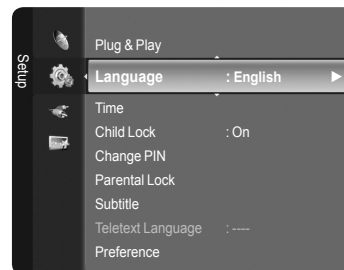 Setup
Plug & Play
Language : English
Time
Child Lock : On
Change PIN
Parental Lock
Subtitle
Teletext Language : ----
Preference